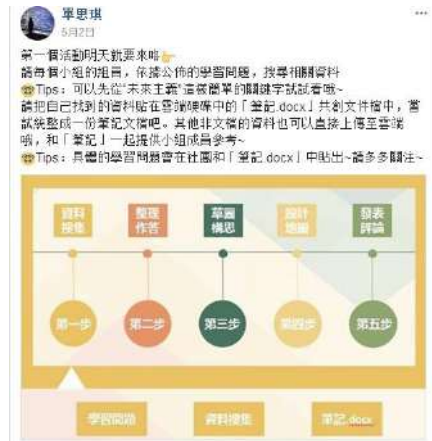 單思琪
5月2日
第一個活動明天就要來咯👉
請每個小組的組員，依據公佈的學習問題，搜尋相關資料
🤓Tips：可以先從“未來主義”這樣簡單的關鍵字試試看哦~
請把自己找到的資料貼在雲端硬碟中的「筆記.docx」共創文件檔中，嘗
試統整成一份筆記文檔吧。其他非文檔的資料也可以直接上傳至雲端
哦，和「筆記」一起提供小組成員參考~
🤓Tips：具體的學習問題會在社團和「筆記.docx」中貼出~請多多關注~
資料搜集 整理作答 草圖構思 設計地圖 發表評論
第一步 第二步 第三步 第四步 第五步
學習問題 資料搜集 筆記.docx